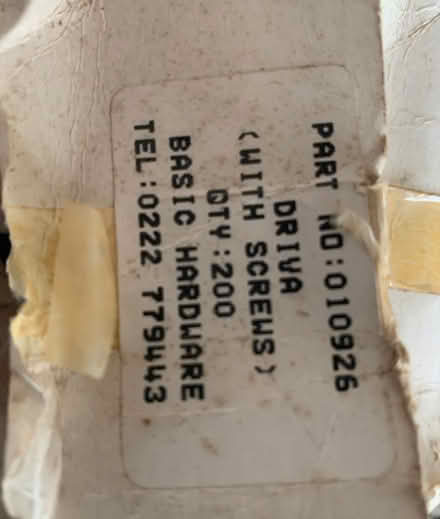 PART NO:010926
DRIVA
(WITH SCREWS)
QTY:200
BASIC HARDWARE
TEL:0222 779443